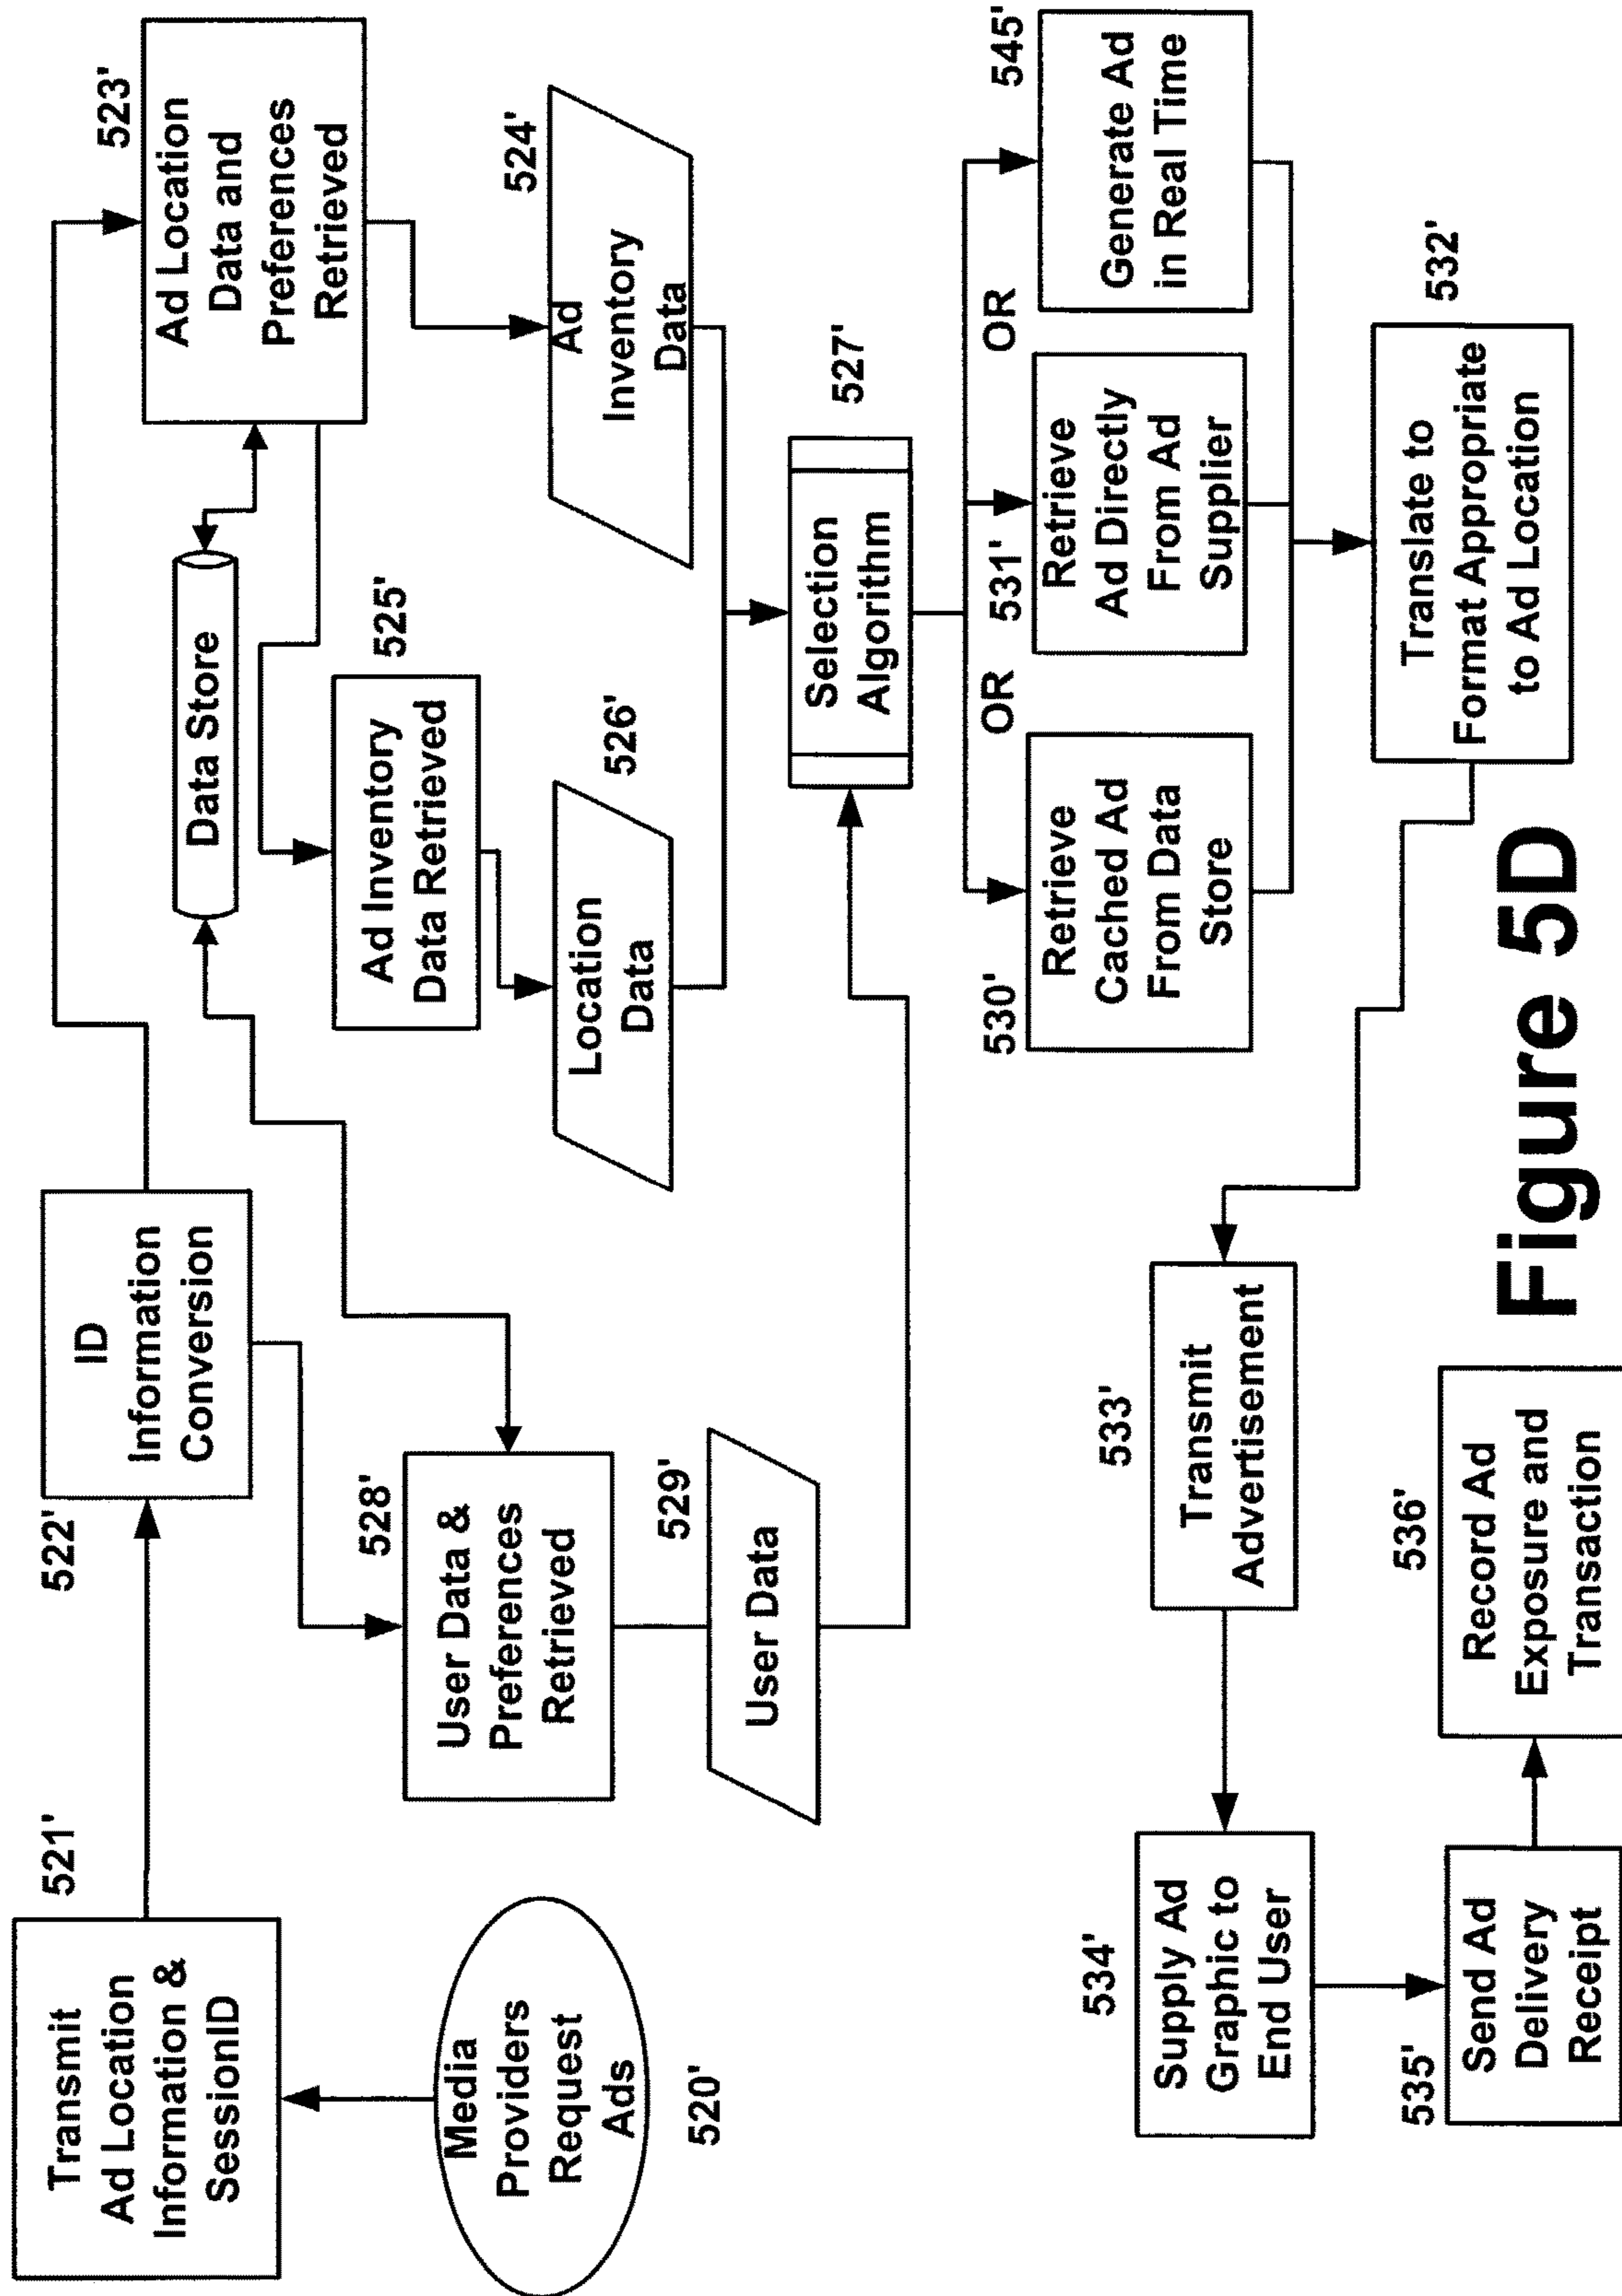 521'
Transmit
Ad Location
Information &
SessionID
Media
Providers
Request
Ads
520'
522'
ID
Information
Conversion
523'
Ad Location
Data and
Preferences
Retrieved
Data Store
525'
Ad Inventory
Data Retrieved
524'
Ad
Inventory
Data
526'
Location
Data
528'
User Data &
Preferences
Retrieved
529'
User Data
527'
Selection
Algorithm
530'
Retrieve
Cached Ad
From Data
Store
OR
531'
Retrieve
Ad Directly
From Ad
Supplier
OR
545'
Generate Ad
in Real Time
532'
Translate to
Format Appropriate
to Ad Location
533'
Transmit
Advertisement
534'
Supply Ad
Graphic to
End User
535'
Send Ad
Delivery
Receipt
536'
Record Ad
Exposure and
Transaction
Figure 5D